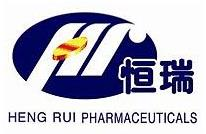 恒瑞
HENG RUI PHARMACEUTICALS